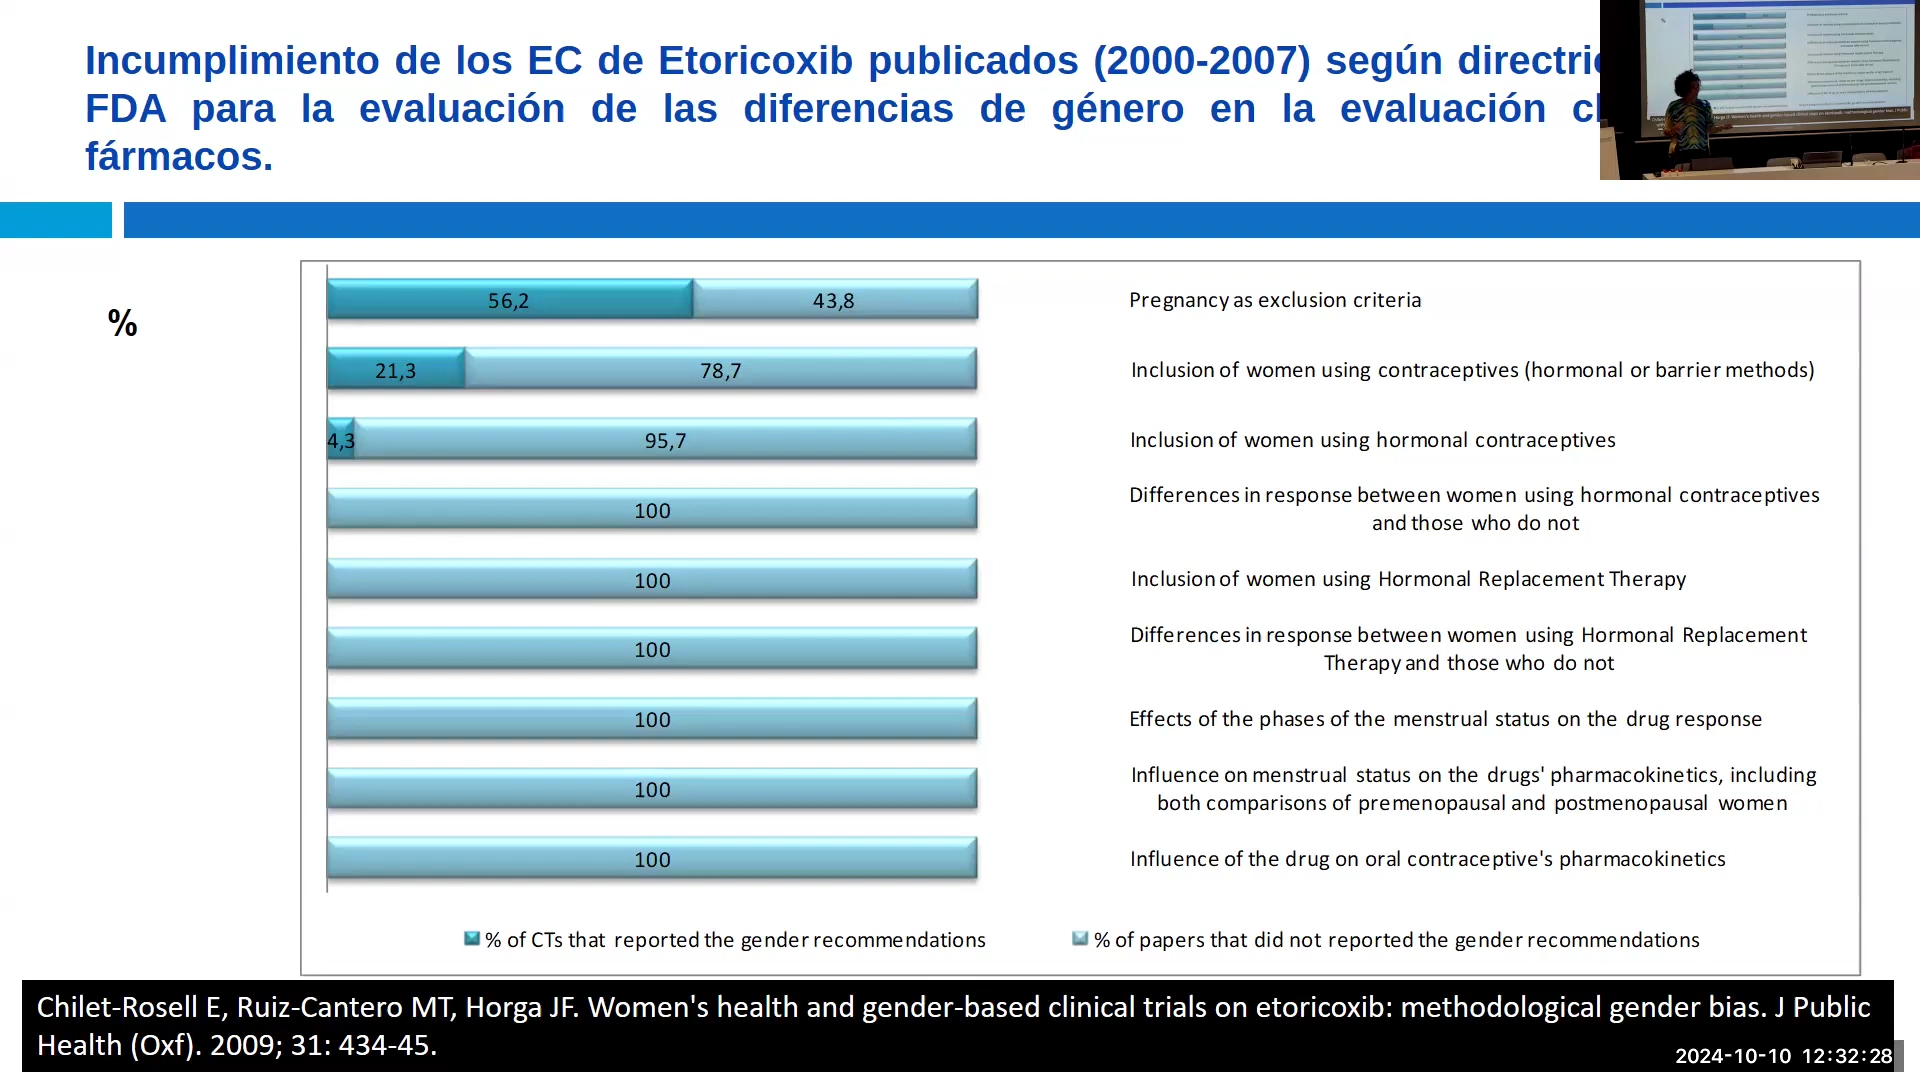 Incumplimiento de los EC de Etoricoxib publicados (2000-2007) según
FDA para la evaluación de las diferencias de género en la evaluación
fármacos.
%
56,2 43,8 Pregnancy as exclusion criteria
21,3 78,7 Inclusion of women using contraceptives (hormonal or barrier methods)
4,3 95,7 Inclusion of women using hormonal contraceptives
100 Differences in response between women using hormonal contraceptives
and those who do not
100 Inclusion of women using Hormonal Replacement Therapy
100 Differences in response between women using Hormonal Replacement
Therapy and those who do not
100 Effects of the phases of the menstrual status on the drug response
100 Influence on menstrual status on the drugs' pharmacokinetics, including
both comparisons of premenopausal and postmenopausal women
100 Influence of the drug on oral contraceptive's pharmacokinetics
% of CTs that reported the gender recommendations % of papers that did not reported the gender recommendations
Chilet-Rosell E, Ruiz-Cantero MT, Horga JF. Women's health and gender-based clinical trials on etoricoxib: methodological gender bias. J Public
Health (Oxf). 2009; 31: 434-45.
2024-10-10 12:32:28